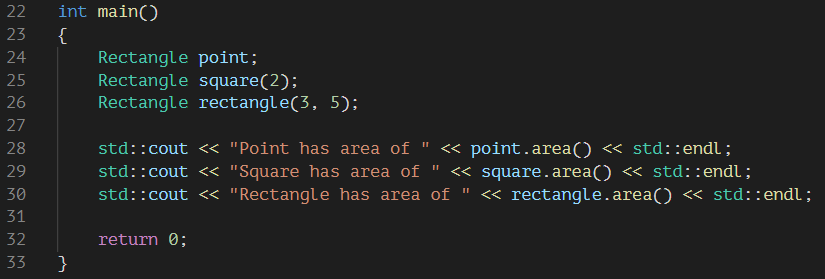 22 int main()
23 {
24     Rectangle point;
25     Rectangle square(2);
26     Rectangle rectangle(3, 5);
27
28     std::cout << "Point has area of " << point.area() << std::endl;
29     std::cout << "Square has area of " << square.area() << std::endl;
30     std::cout << "Rectangle has area of " << rectangle.area() << std::endl;
31
32     return 0;
33 }